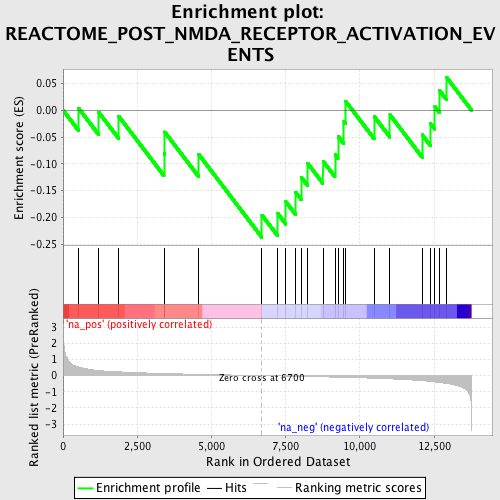 Enrichment plot:
REACTOME_POST_NMDA_RECEPTOR_ACTIVATION_EV
ENTS
Enrichment score (ES)
0.05
0.00
-0.05
-0.10
-0.15
-0.20
-0.25
Ranked list metric (PreRanked)
'na_pos' (positively correlated)
3
2
1
0
-1
-2
-3
Zero cross at 6700
'na_neg' (negatively correlated)
0
2,500
5,000
7,500
10,000
12,500
Rank in Ordered Dataset
Enrichment profile
Hits
Ranking metric scores